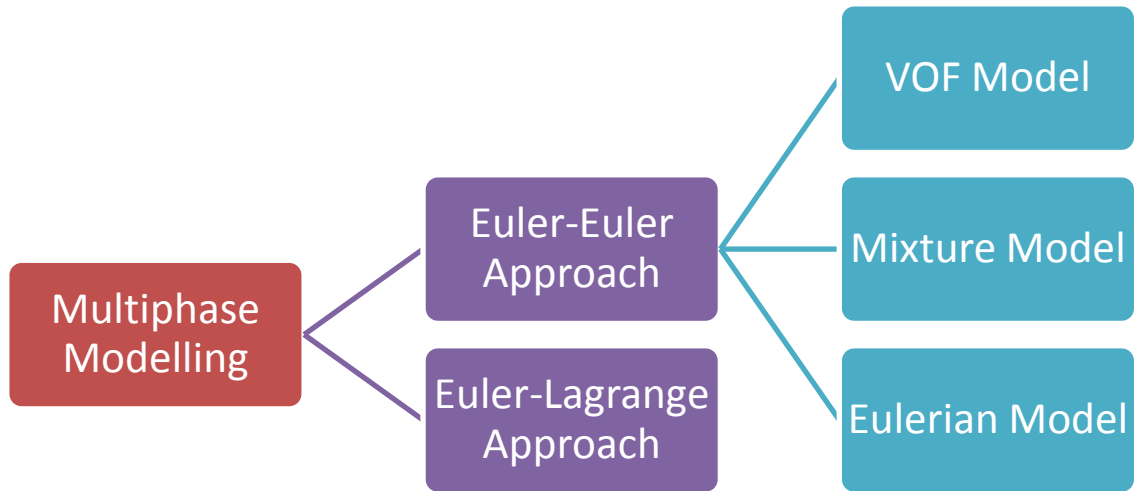 Multiphase
Modelling
Euler-Euler
Approach
Euler-Lagrange
Approach
VOF Model
Mixture Model
Eulerian Model